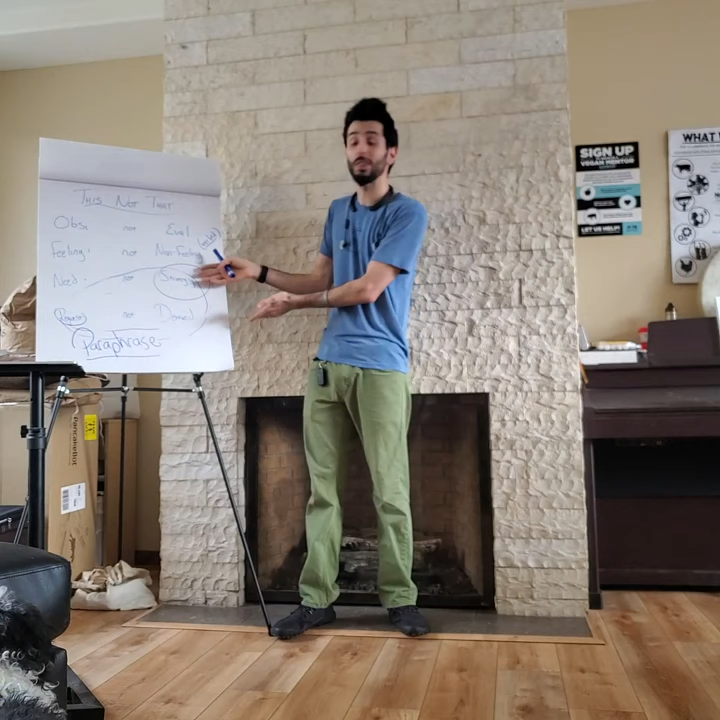 THIS NOT THAT
Obs. not Eval
Feeling not Non-Feeling
Need not Strategy
Request not Demand
Paraphrase
SIGN UP
VEGAN MENTOR
LET US HELP!
WHAT